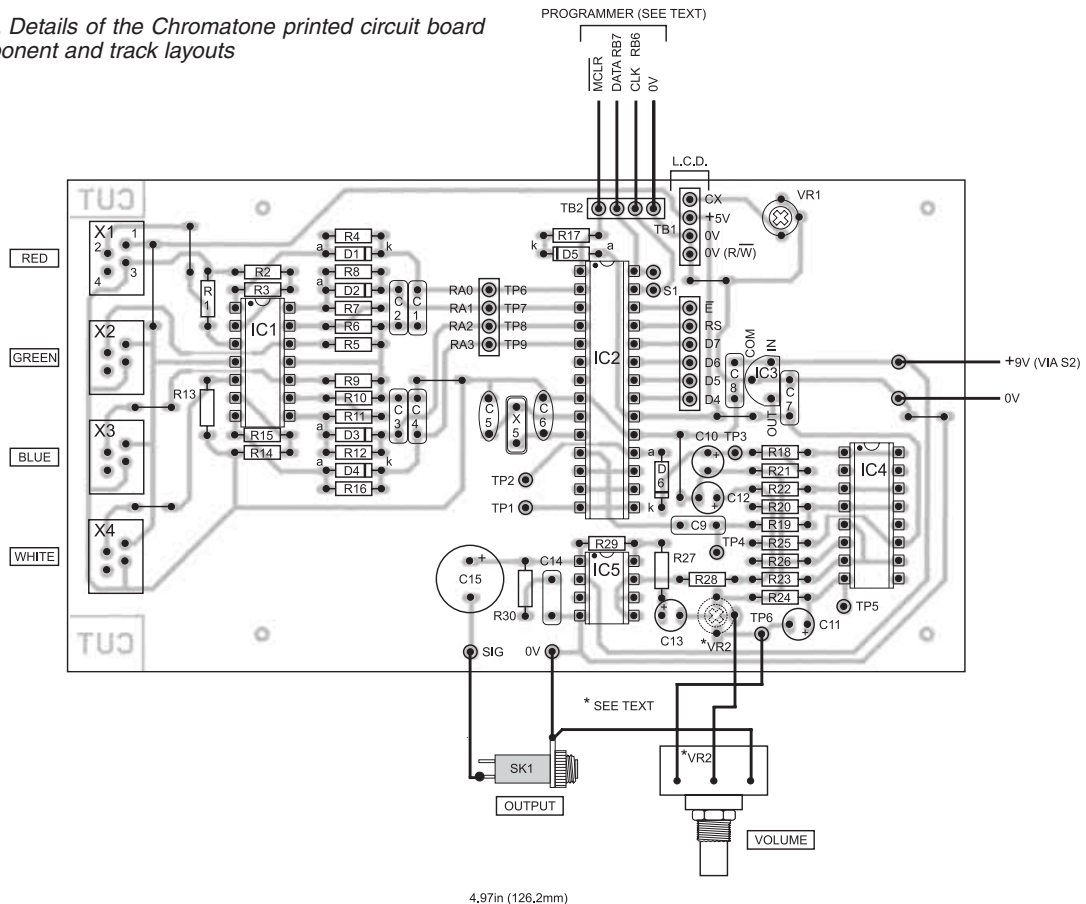 . Details of the Chromatone printed circuit board
ponent and track layouts
PROGRAMMER (SEE TEXT)
MCLR
DATA RB7
CLK RB6
0V
L.C.D.
CUT
TB2
CX
+5V
TB1
0V
0V (R/W)
VR1
X1
1
2
3
4
RED
R4
a
k
D1
R8
a
D2
R7
R6
R5
R2
R3
R1
IC1
C2
C1
RA0
TP6
RA1
TP7
RA2
TP8
RA3
TP9
R17
D5
k
a
S1
IC2
E
RS
D7
D6
D5
D4
COM
IN
IC3
OUT
C8
C7
+9V (VIA S2)
0V
X2
GREEN
R13
R9
R10
R11
a
D3
R12
a
k
D4
R16
R15
R14
C3
C4
C5
X5
C6
X3
BLUE
TP2
TP1
a
D6
k
C10
+
TP3
C12
+
C9
TP4
R18
R21
R22
R20
R19
R25
R26
R23
R24
IC4
TP5
X4
WHITE
C15
+
R30
C14
R29
IC5
R27
R28
C13
+
*VR2
TP6
C11
+
CUT
SIG
0V
* SEE TEXT
SK1
OUTPUT
*VR2
VOLUME
4.97in (126.2mm)